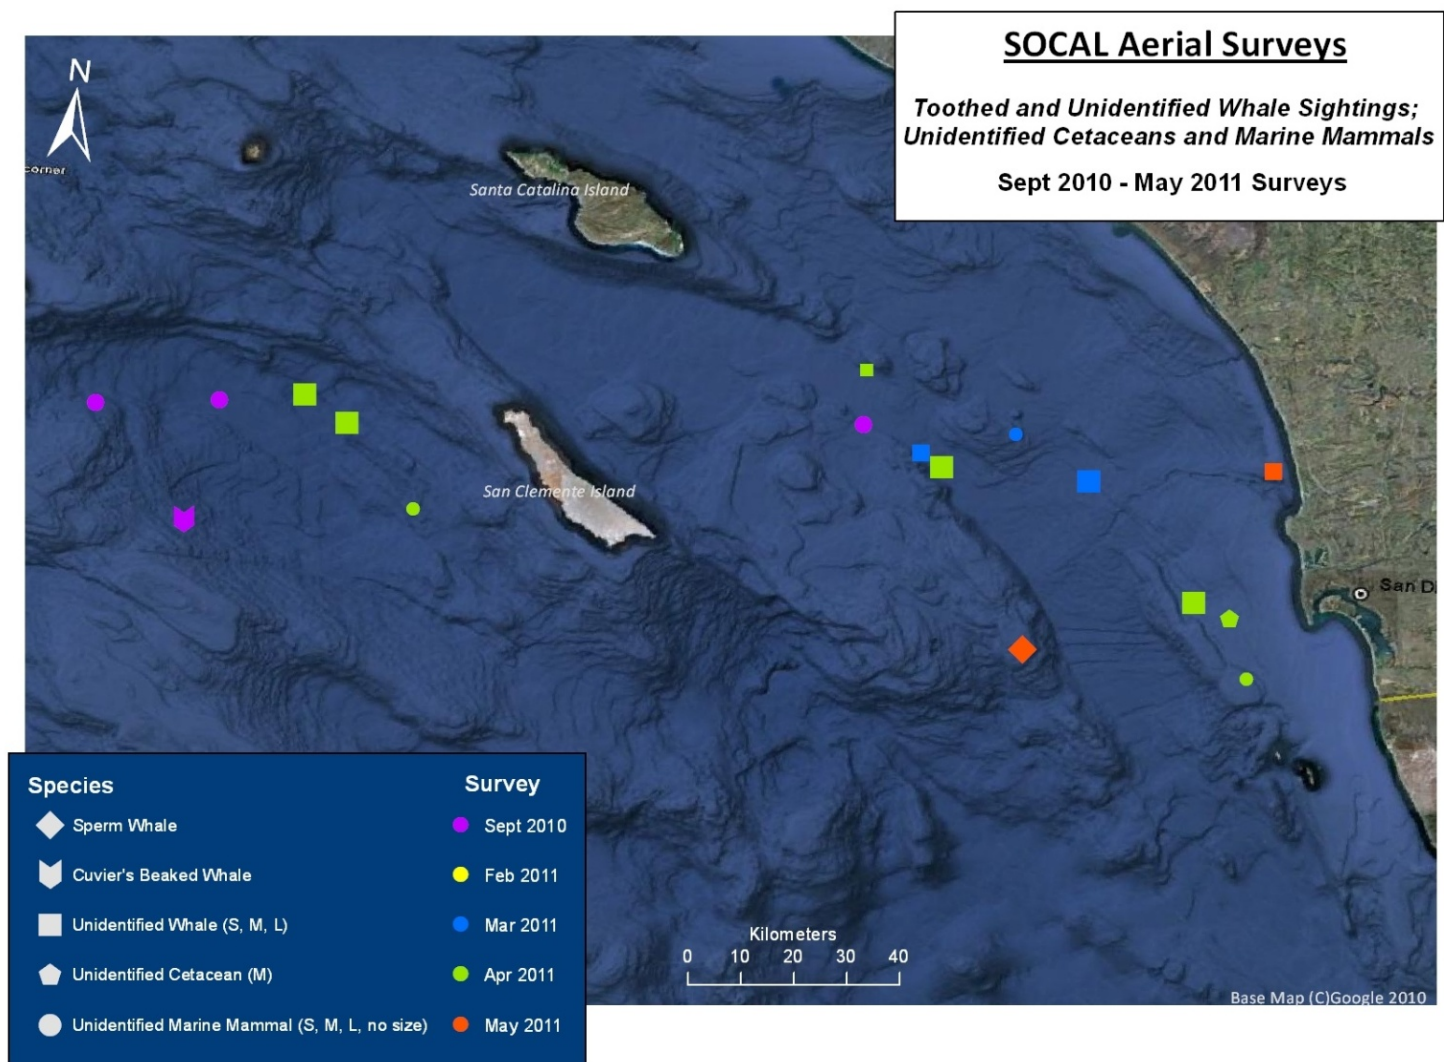 SOCAL Aerial Surveys
Toothed and Unidentified Whale Sightings;
Unidentified Cetaceans and Marine Mammals
Sept 2010 - May 2011 Surveys
N
corner
Santa Catalina Island
San Clemente Island
San D
Species
Survey
Sperm Whale
Sept 2010
Cuvier's Beaked Whale
Feb 2011
Unidentified Whale (S, M, L)
Mar 2011
Unidentified Cetacean (M)
Apr 2011
Unidentified Marine Mammal (S, M, L, no size)
May 2011
Kilometers
0 10 20 30 40
Base Map (C)Google 2010